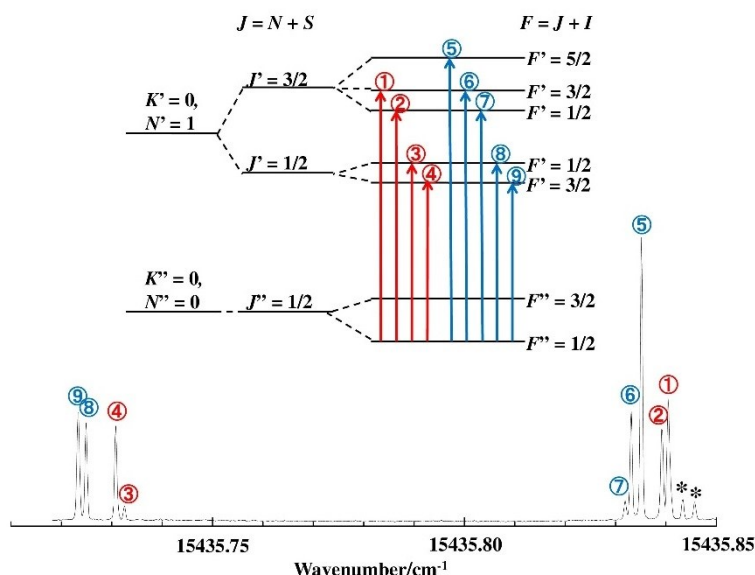 J = N + S
F = J + I
⑤ F' = 5/2
① J' = 3/2 ⑥ F' = 3/2
K' = 0,
N' = 1
② ⑦ F' = 1/2
J' = 1/2 ③ ⑧ F' = 1/2
④ ⑨ F' = 3/2
K" = 0,
N" = 0
J" = 1/2
F" = 3/2
F" = 1/2
⑤
⑨ ⑧ ④ ③
⑦ ⑥ ② ① * *
15435.75 15435.80 15435.85
Wavenumber/cm⁻¹